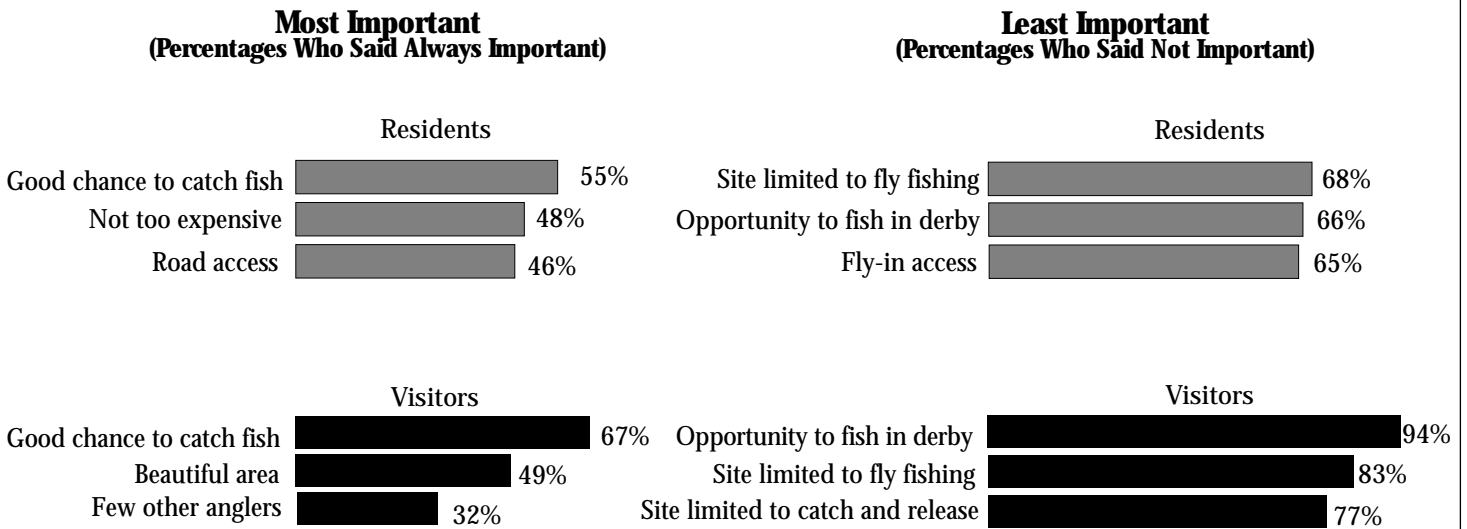 Most Important
(Percentages Who Said Always Important)
Residents
Good chance to catch fish 55%
Not too expensive 48%
Road access 46%
Visitors
Good chance to catch fish 67%
Beautiful area 49%
Few other anglers 32%
Least Important
(Percentages Who Said Not Important)
Residents
Site limited to fly fishing 68%
Opportunity to fish in derby 66%
Fly-in access 65%
Visitors
Opportunity to fish in derby 94%
Site limited to fly fishing 83%
Site limited to catch and release 77%